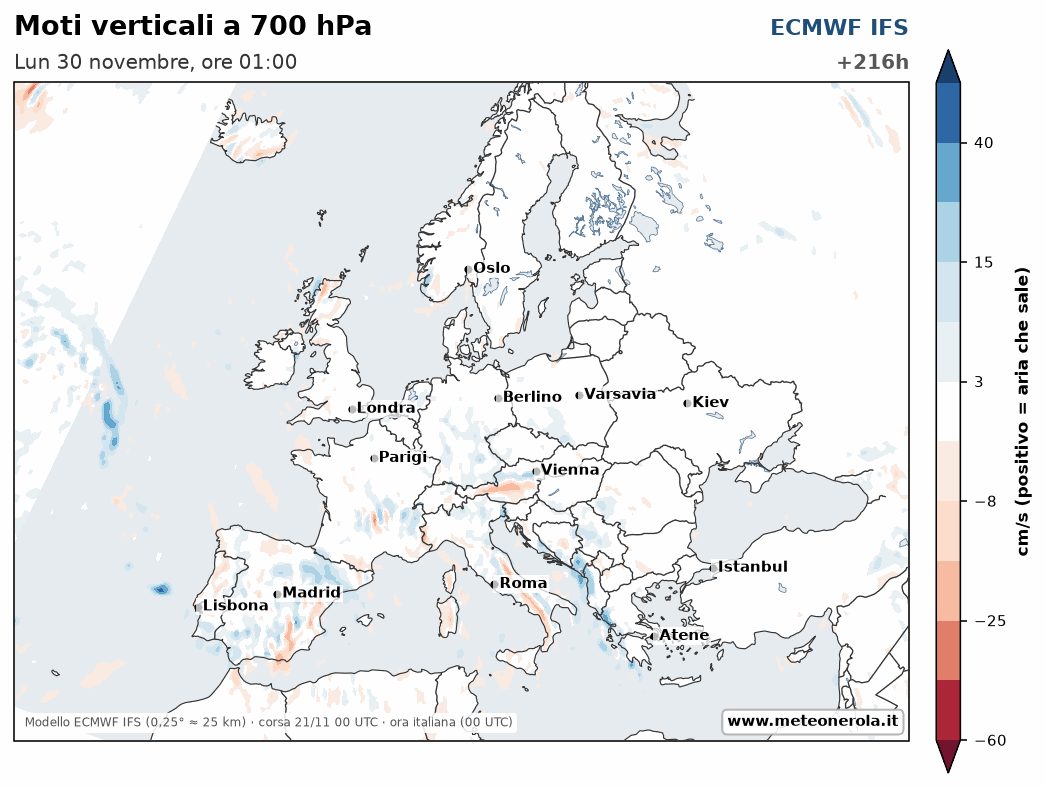 Moti verticali a 700 hPa
ECMWF IFS
Lun 30 novembre, ore 01:00
+216h
40
15
3
−8
−25
−60
cm/s (positivo = aria che sale)
Oslo
Londra
Berlino
Varsavia
Kiev
Parigi
Vienna
Istanbul
Roma
Madrid
Lisbona
Atene
Modello ECMWF IFS (0,25° ≈ 25 km) · corsa 21/11 00 UTC · ora italiana (00 UTC)
www.meteonerola.it